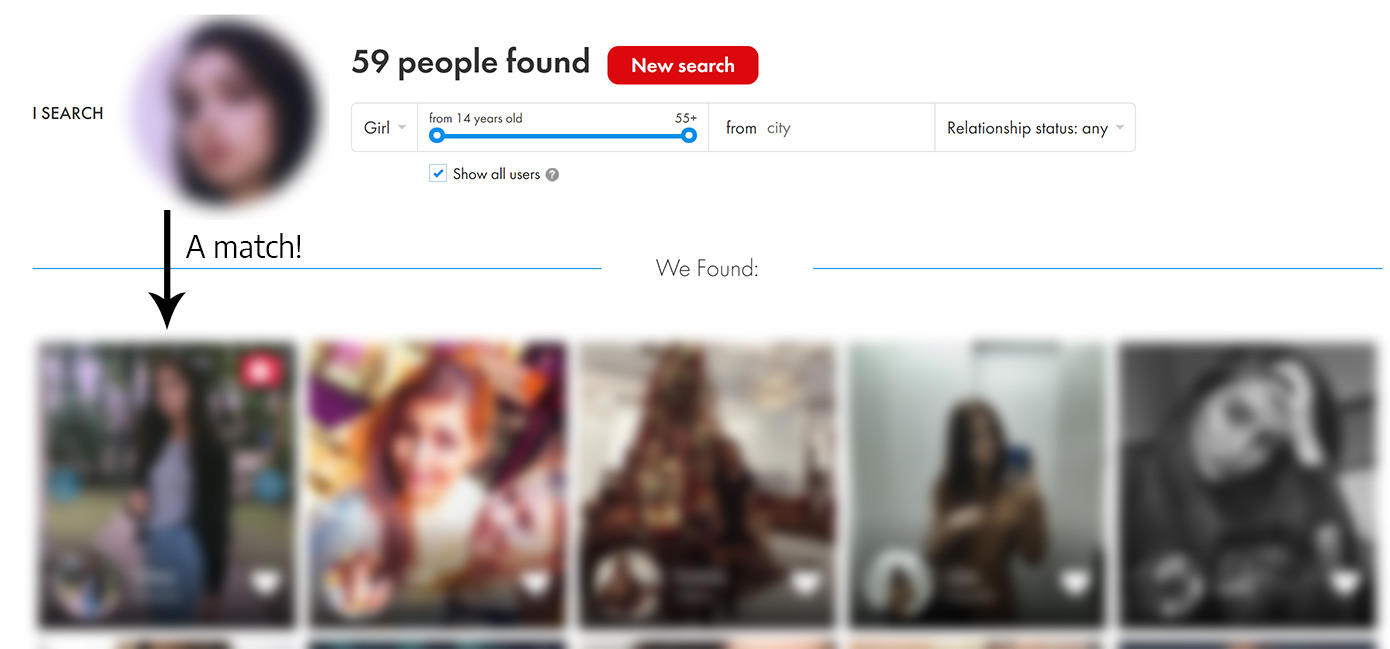 59 people found
New search
I SEARCH
Girl
from 14 years old
55+
from city
Relationship status: any
Show all users
?
A match!
We Found: